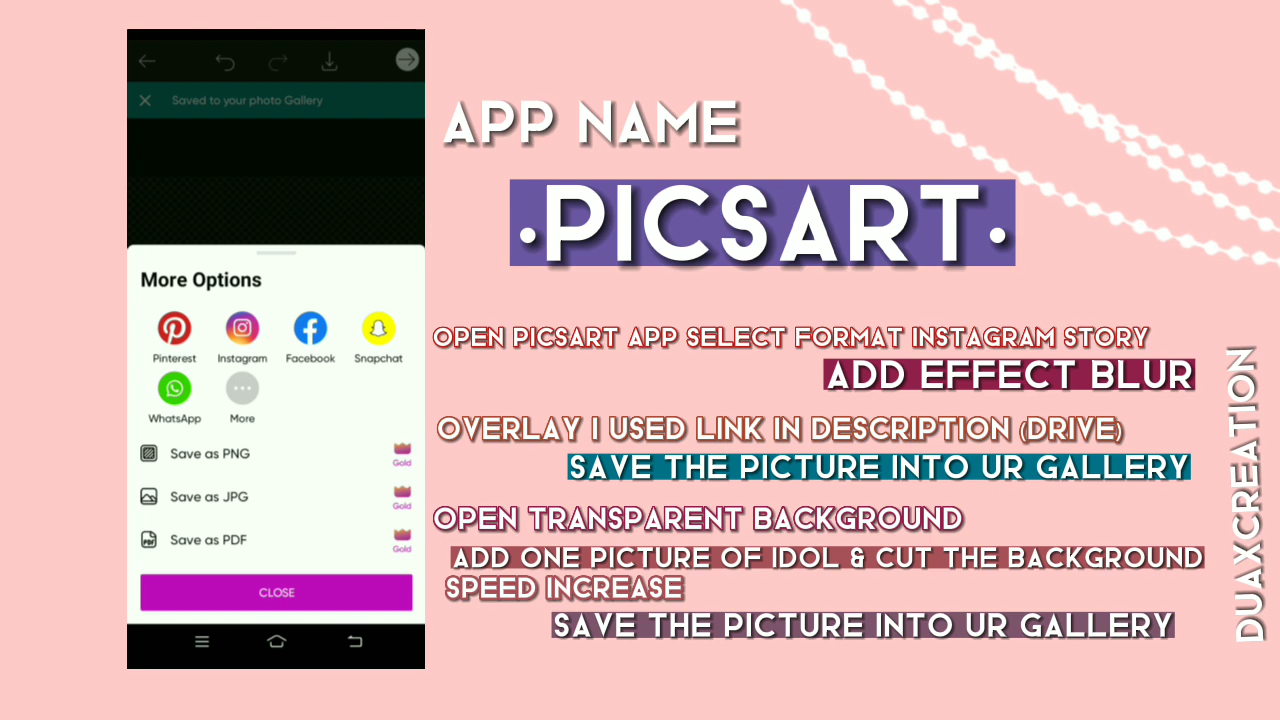 Saved to your photo Gallery
More Options
Pinterest
Instagram
Facebook
Snapchat
WhatsApp
More
Save as PNG
Gold
Save as JPG
Gold
Save as PDF
PDF
Gold
CLOSE
APP NAME
·PICSART·
OPEN PICSART APP SELECT FORMAT INSTAGRAM STORY
ADD EFFECT BLUR
OVERLAY I USED LINK IN DESCRIPTION (DRIVE)
SAVE THE PICTURE INTO UR GALLERY
OPEN TRANSPARENT BACKGROUND
ADD ONE PICTURE OF IDOL & CUT THE BACKGROUND
SPEED INCREASE
SAVE THE PICTURE INTO UR GALLERY
DUAXCREATION